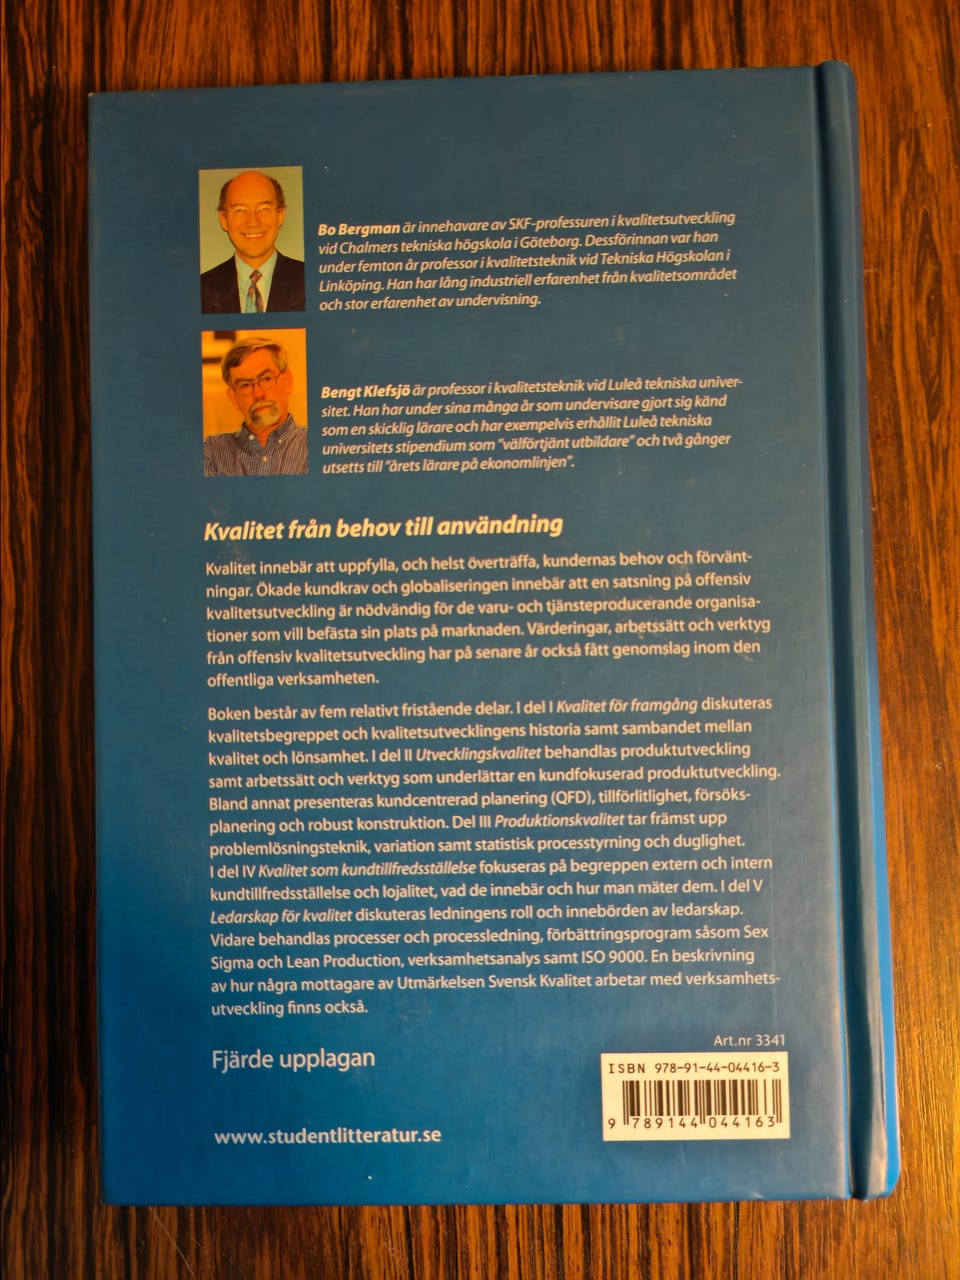 Bo Bergman är innehavare av SKF-professuren i kvalitetsutveckling
vid Chalmers tekniska högskola i Göteborg. Dessförinnan var han
under femton år professor i kvalitetsteknik vid Tekniska Högskolan i
Linköping. Han har lång industriell erfarenhet från kvalitetsområdet
och stor erfarenhet av undervisning.
Bengt Klefsjö är professor i kvalitetsteknik vid Luleå tekniska univer-
sitet. Han har under sina många år som undervisare gjort sig känd
som en skicklig lärare och har exempelvis erhållit Luleå tekniska
universitets stipendium som "välförtjänt utbildare" och två gånger
utsetts till "årets lärare på ekonomlinjen".
Kvalitet från behov till användning
Kvalitet innebär att uppfylla, och helst överträffa, kundernas behov och förvänt-
ningar. Ökade kundkrav och globaliseringen innebär att en satsning på offensiv
kvalitetsutveckling är nödvändig för de varu- och tjänsteproducerande organisa-
tioner som vill befästa sin plats på marknaden. Värderingar, arbetssätt och verktyg
från offensiv kvalitetsutveckling har på senare år också fått genomslag inom den
offentliga verksamheten.
Boken består av fem relativt fristående delar. I del I Kvalitet för framgång diskuteras
kvalitetsbegreppet och kvalitetsutvecklingens historia samt sambandet mellan
kvalitet och lönsamhet. I del II Utvecklingskvalitet behandlas produktutveckling
samt arbetssätt och verktyg som underlättar en kundfokuserad produktutveckling.
Bland annat presenteras kundcentrerad planering (QFD), tillförlitlighet, försöks-
planering och robust konstruktion. Del III Produktionskvalitet tar främst upp
problemlösningsteknik, variation samt statistisk processtyrning och duglighet.
I del IV Kvalitet som kundtillfredsställelse fokuseras på begreppen extern och intern
kundtillfredsställelse och lojalitet, vad de innebär och hur man mäter dem. I del V
Ledarskap för kvalitet diskuteras ledningens roll och innebörden av ledarskap.
Vidare behandlas processer och processledning, förbättringsprogram såsom Sex
Sigma och Lean Production, verksamhetsanalys samt ISO 9000. En beskrivning
av hur några mottagare av Utmärkelsen Svensk Kvalitet arbetar med verksamhets-
utveckling finns också.
Fjärde upplagan
Art.nr 3341
ISBN 978-91-44-04416-3
9 789144 044163
www.studentlitteratur.se